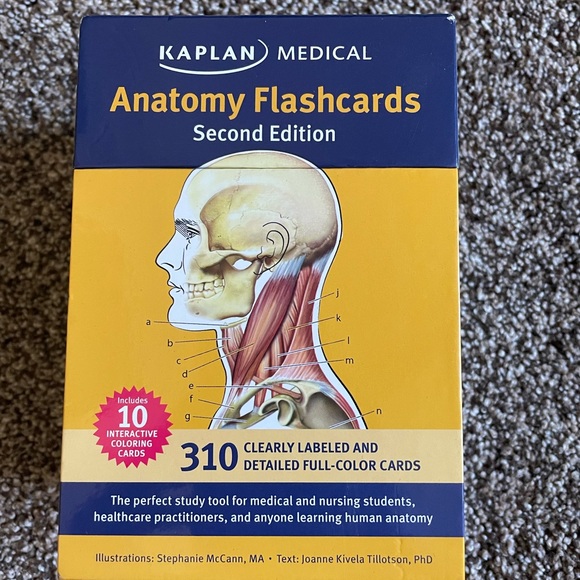 KAPLAN MEDICAL
Anatomy Flashcards
Second Edition
a
b
c
d
e
f
g
j
k
l
m
n
Includes
10
INTERACTIVE
COLORING
CARDS
310 CLEARLY LABELED AND
DETAILED FULL-COLOR CARDS
The perfect study tool for medical and nursing students,
healthcare practitioners, and anyone learning human anatomy
Illustrations: Stephanie McCann, MA • Text: Joanne Kivela Tillotson, PhD